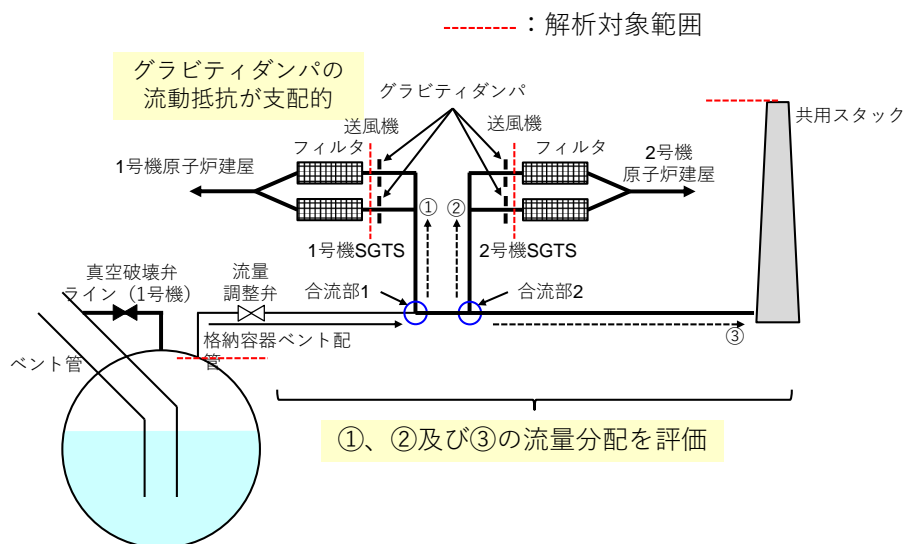 ：解析対象範囲
グラビティダンパの
流動抵抗が支配的
グラビティダンパ
共用スタック
送風機
送風機
フィルタ
フィルタ
1号機原子炉建屋
2号機
原子炉建屋
①
②
1号機SGTS
2号機SGTS
真空破壊弁
ライン（1号機）
流量
調整弁
合流部1
合流部2
格納容器ベント配
管
③
ベント管
①、②及び③の流量分配を評価